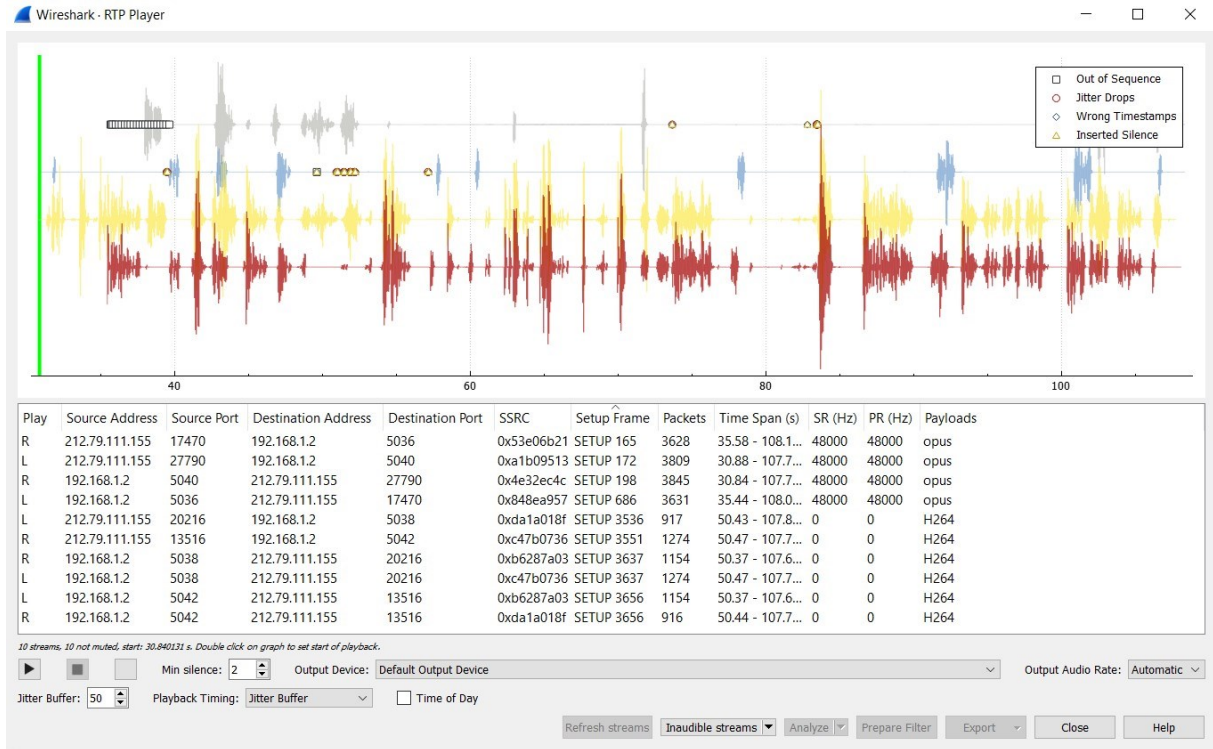 Wireshark · RTP Player
Out of Sequence
Jitter Drops
Wrong Timestamps
Inserted Silence
40 60 80 100
Play Source Address Source Port Destination Address Destination Port SSRC Setup Frame Packets Time Span (s) SR (Hz) PR (Hz) Payloads
R 212.79.111.155 17470 192.168.1.2 5036 0x53e06b21 SETUP 165 3628 35.58 - 108.1... 48000 48000 opus
L 212.79.111.155 27790 192.168.1.2 5040 0xa1b09513 SETUP 172 3809 30.88 - 107.7... 48000 48000 opus
R 192.168.1.2 5040 212.79.111.155 27790 0x4e32ec4c SETUP 198 3845 30.84 - 107.7... 48000 48000 opus
L 192.168.1.2 5036 212.79.111.155 17470 0x848ea957 SETUP 686 3631 35.44 - 108.0... 48000 48000 opus
L 212.79.111.155 20216 192.168.1.2 5038 0xda1a018f SETUP 3536 917 50.43 - 107.8... 0 0 H264
R 212.79.111.155 13516 192.168.1.2 5042 0xc47b0736 SETUP 3551 1274 50.47 - 107.7... 0 0 H264
R 192.168.1.2 5038 212.79.111.155 20216 0xb6287a03 SETUP 3637 1154 50.37 - 107.6... 0 0 H264
L 192.168.1.2 5038 212.79.111.155 20216 0xc47b0736 SETUP 3637 1274 50.47 - 107.7... 0 0 H264
L 192.168.1.2 5042 212.79.111.155 13516 0xb6287a03 SETUP 3656 1154 50.37 - 107.6... 0 0 H264
R 192.168.1.2 5042 212.79.111.155 13516 0xda1a018f SETUP 3656 916 50.44 - 107.7... 0 0 H264
10 streams, 10 not muted, start: 30.840131 s. Double click on graph to set start of playback.
Min silence: 2 Output Device: Default Output Device Output Audio Rate: Automatic
Jitter Buffer: 50 Playback Timing: Jitter Buffer Time of Day
Refresh streams Inaudible streams Analyze Prepare Filter Export Close Help